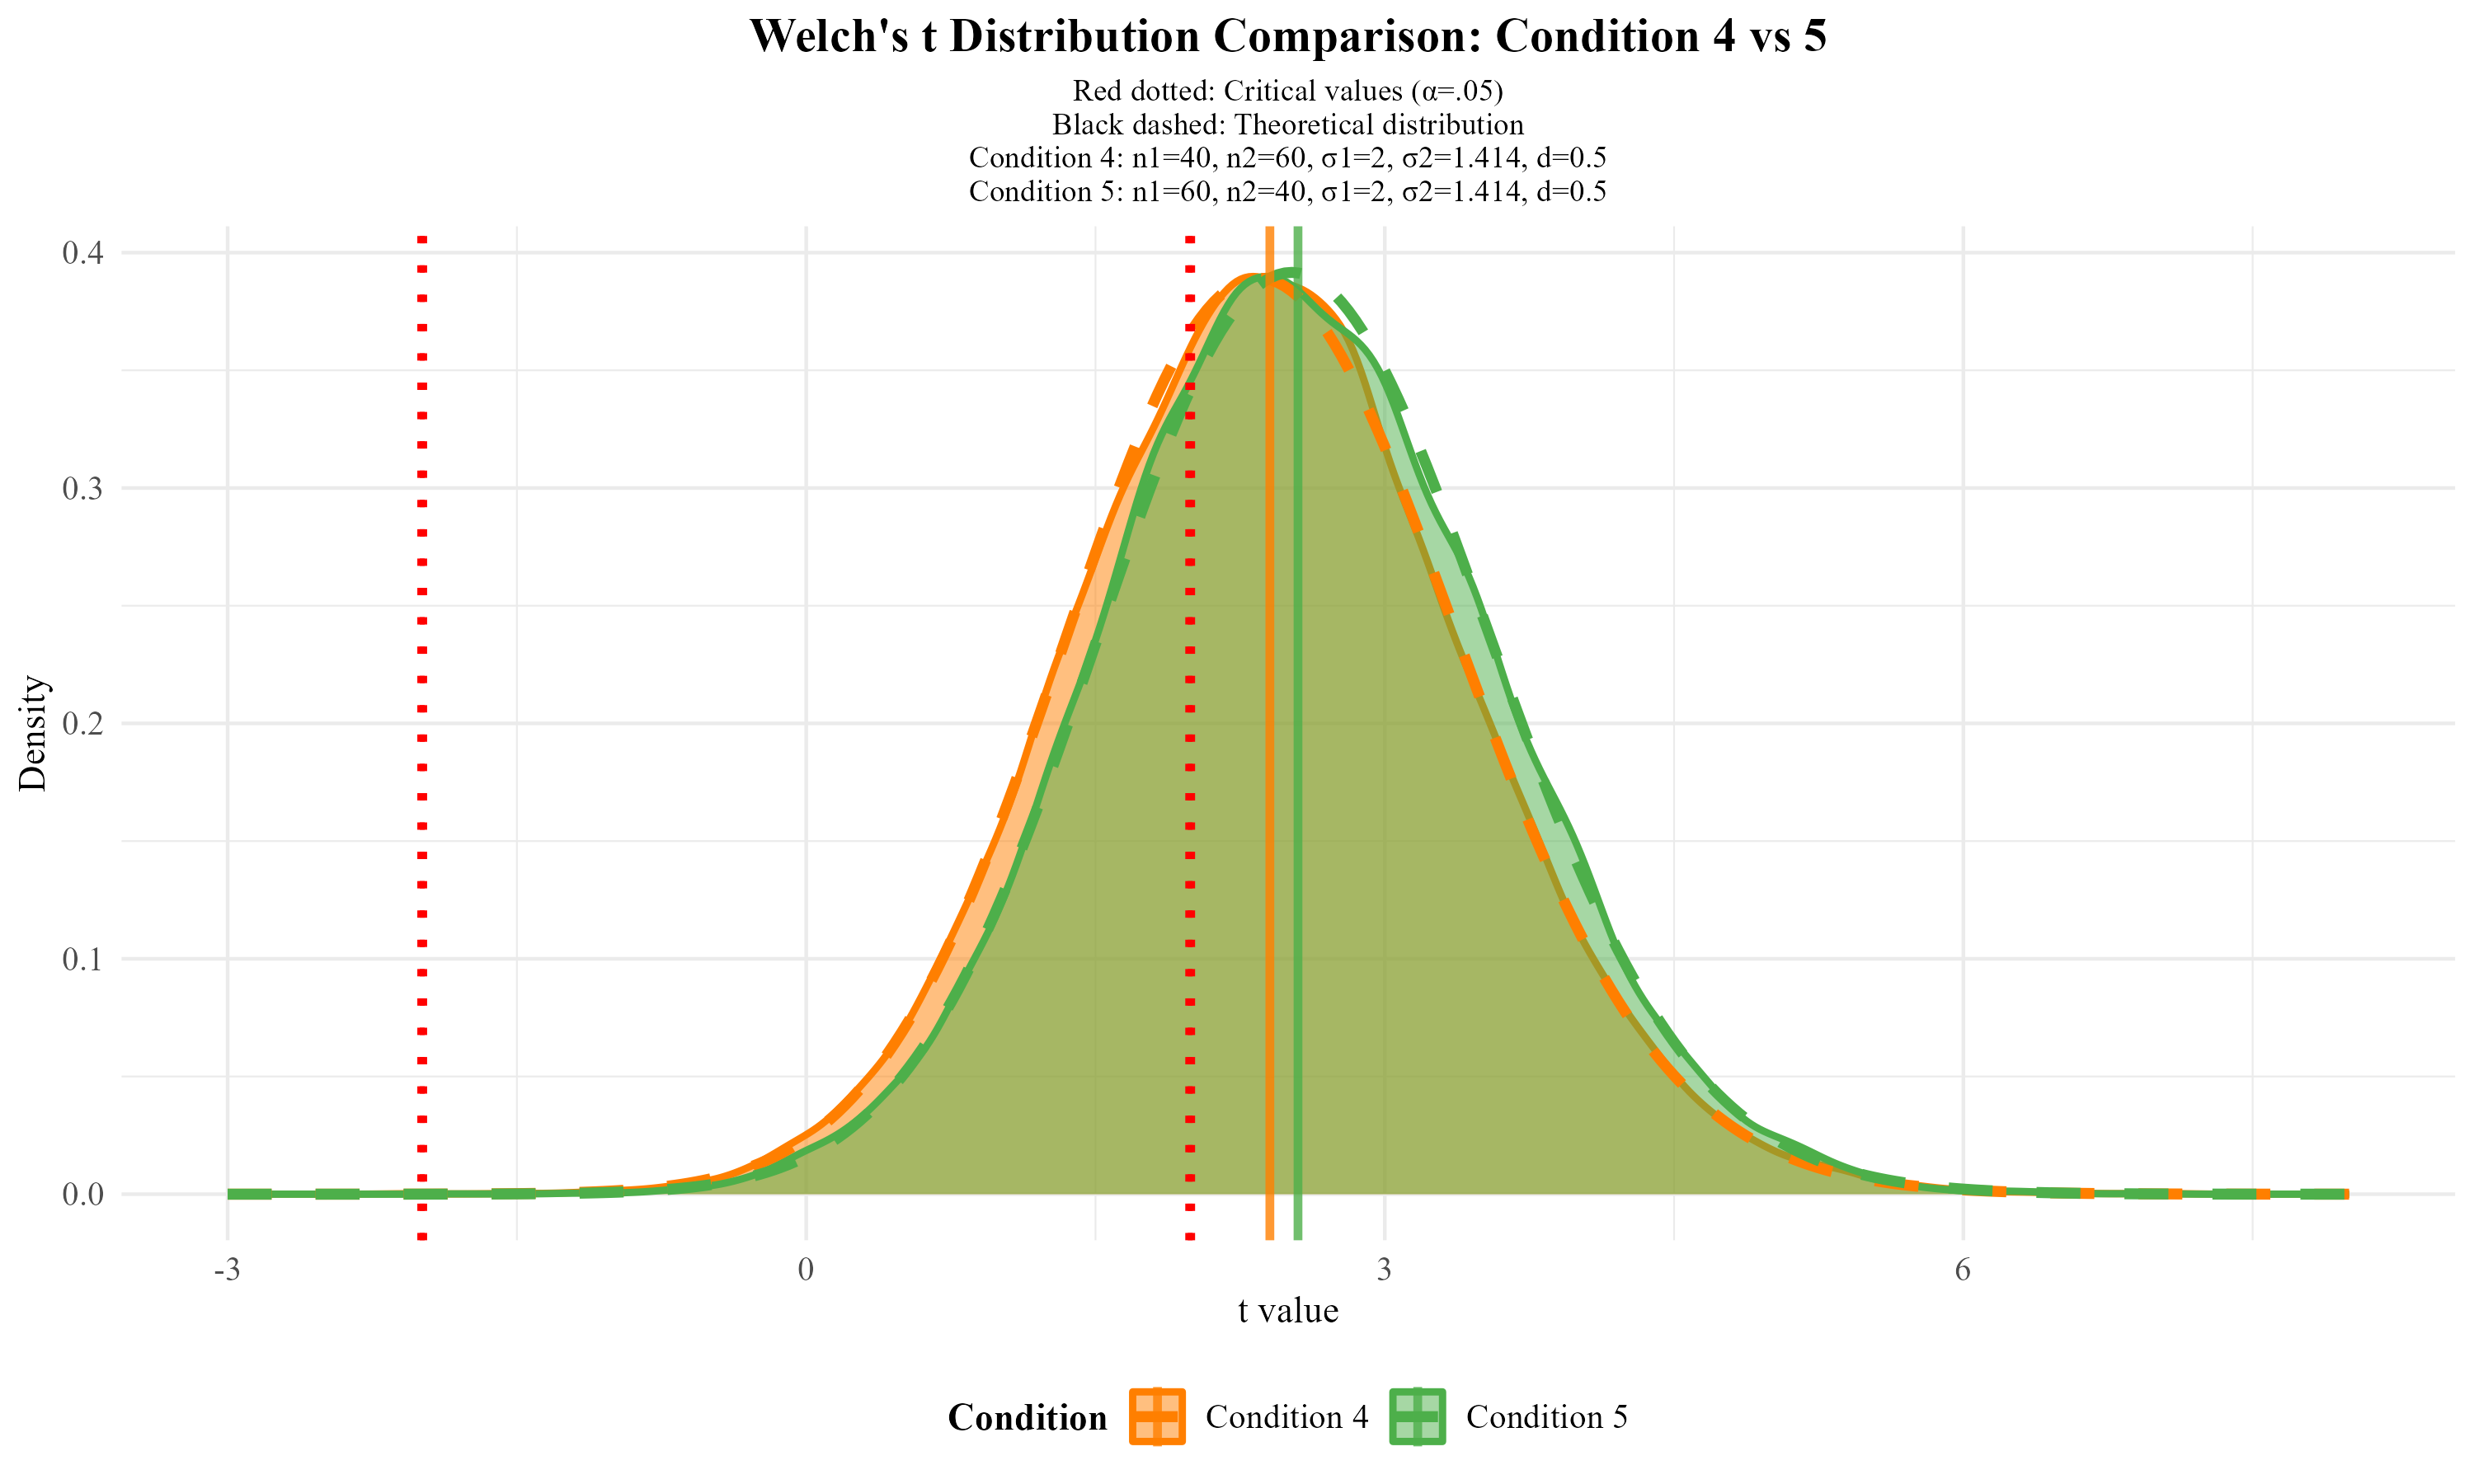 Welch's t Distribution Comparison: Condition 4 vs 5
Red dotted: Critical values (α=.05)
Black dashed: Theoretical distribution
Condition 4: n1=40, n2=60, σ1=2, σ2=1.414, d=0.5
Condition 5: n1=60, n2=40, σ1=2, σ2=1.414, d=0.5
0.4
0.3
0.2
0.1
0.0
Density
-3 0 3 6
t value
Condition Condition 4 Condition 5